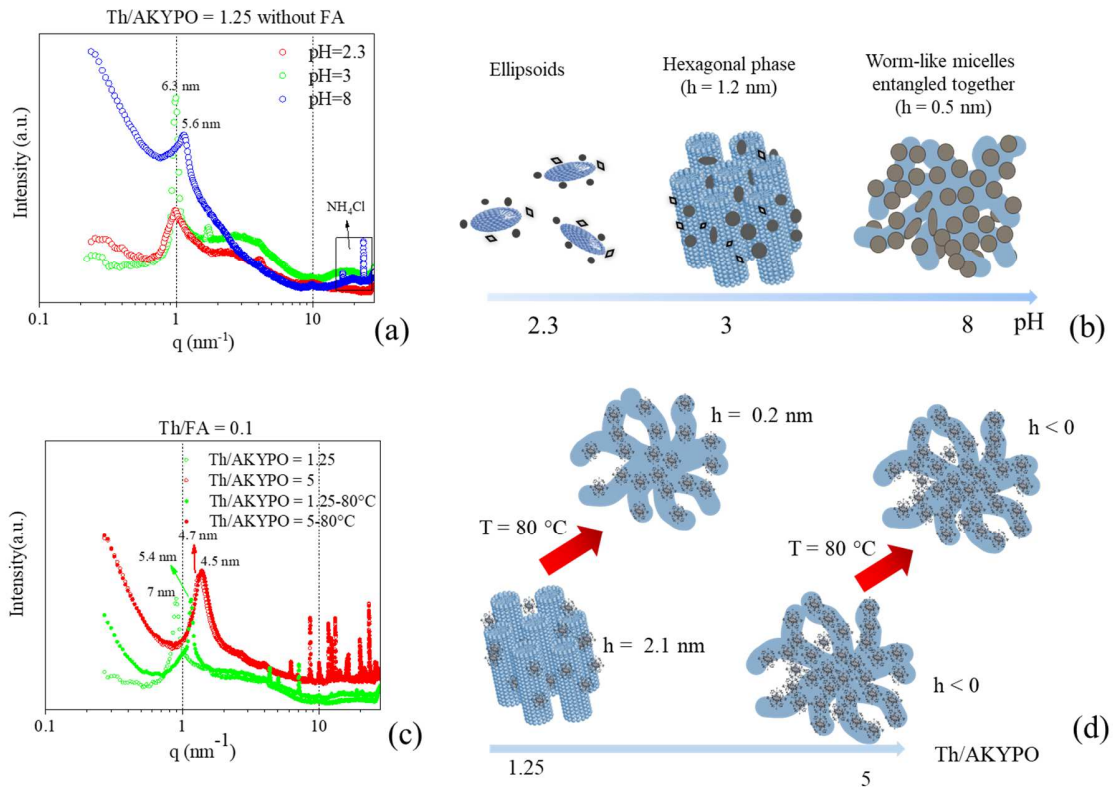 Th/AKYPO = 1.25 without FA
pH=2.3
pH=3
pH=8
6.3 nm
5.6 nm
NH4Cl
Intensity (a.u.)
0.1
1
10
q (nm-1)
(a)
Ellipsoids
Hexagonal phase
(h = 1.2 nm)
Worm-like micelles
entangled together
(h = 0.5 nm)
2.3
3
8
pH
(b)
Th/FA = 0.1
Th/AKYPO = 1.25
Th/AKYPO = 5
Th/AKYPO = 1.25-80°C
Th/AKYPO = 5-80°C
4.7 nm
5.4 nm
4.5 nm
7 nm
Intensity(a.u.)
0.1
1
10
q (nm-1)
(c)
h = 0.2 nm
h < 0
T = 80 °C
T = 80 °C
h = 2.1 nm
h < 0
1.25
5
Th/AKYPO
(d)